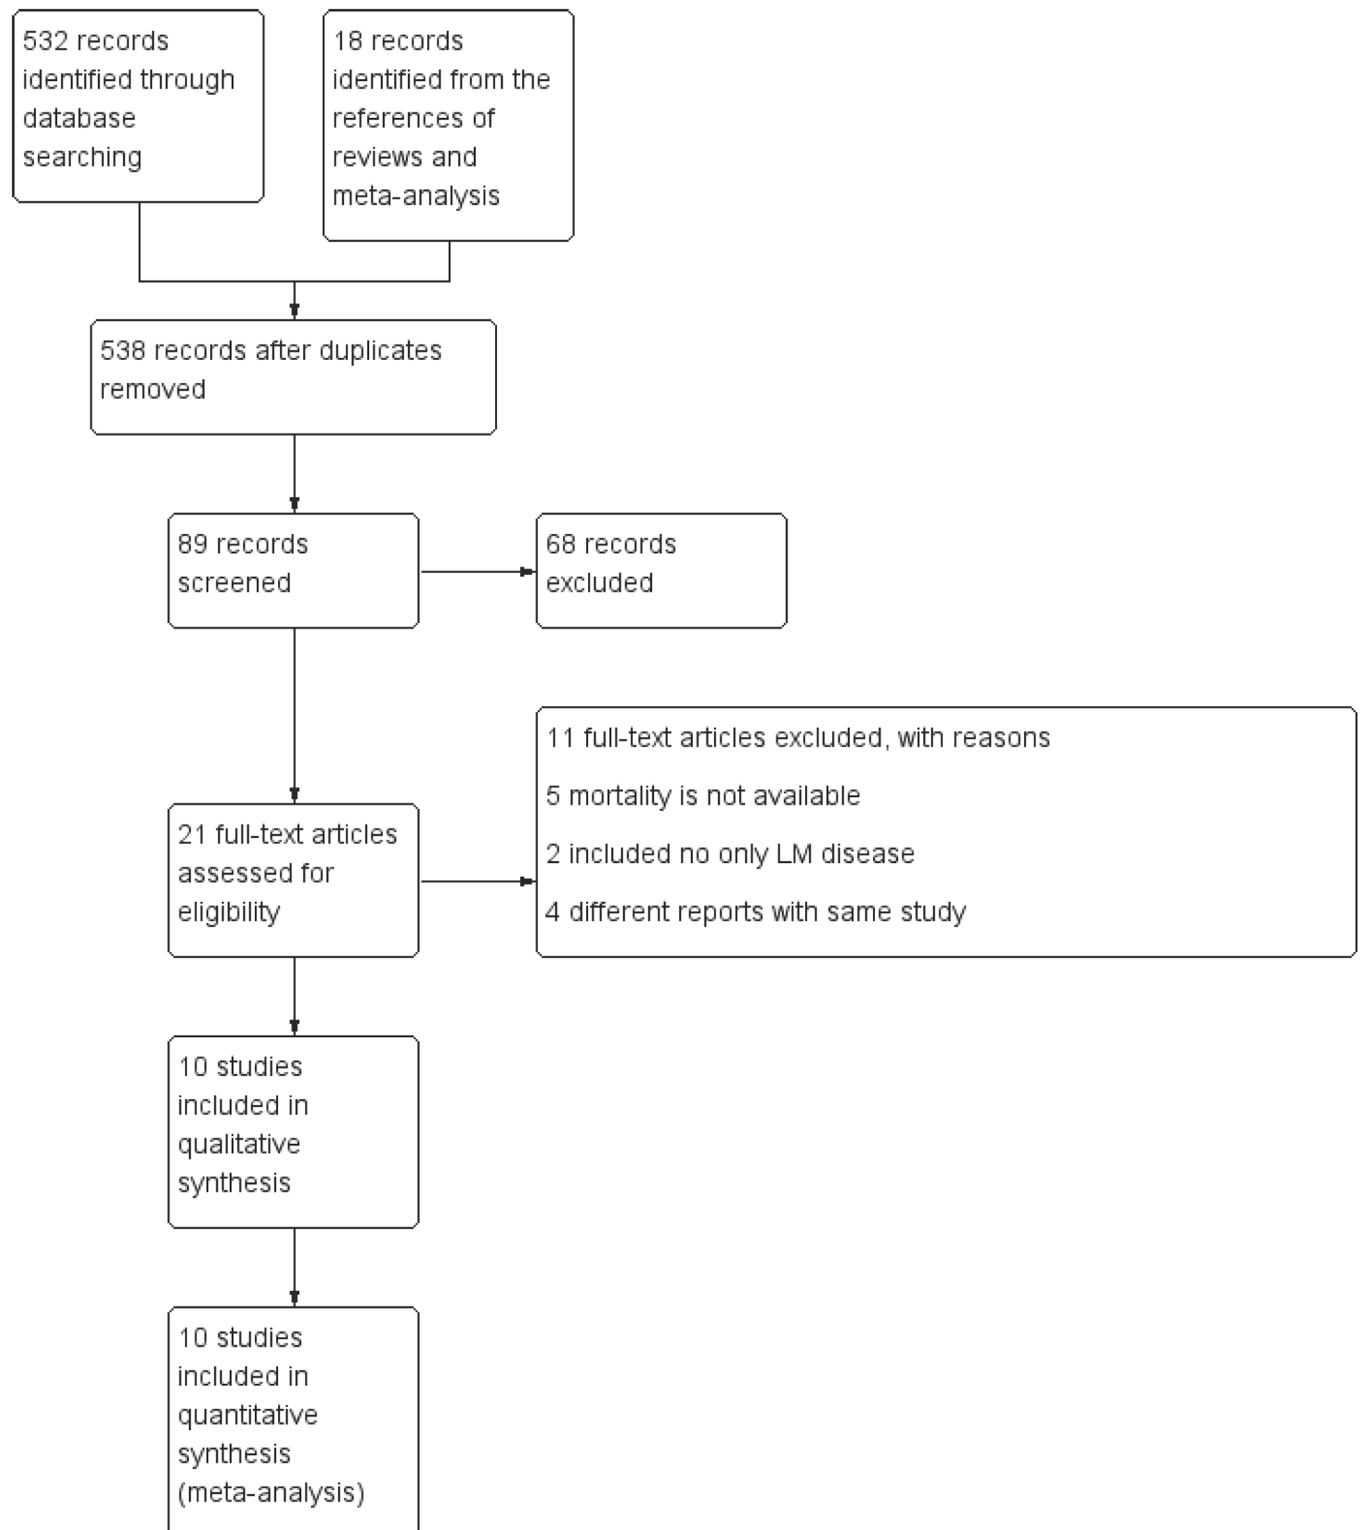 532 records
identified through
database
searching
18 records
identified from the
references of
reviews and
meta-analysis
538 records after duplicates
removed
89 records
screened
68 records
excluded
11 full-text articles excluded, with reasons
5 mortality is not available
2 included no only LM disease
4 different reports with same study
21 full-text articles
assessed for
eligibility
10 studies
included in
qualitative
synthesis
10 studies
included in
quantitative
synthesis
(meta-analysis)